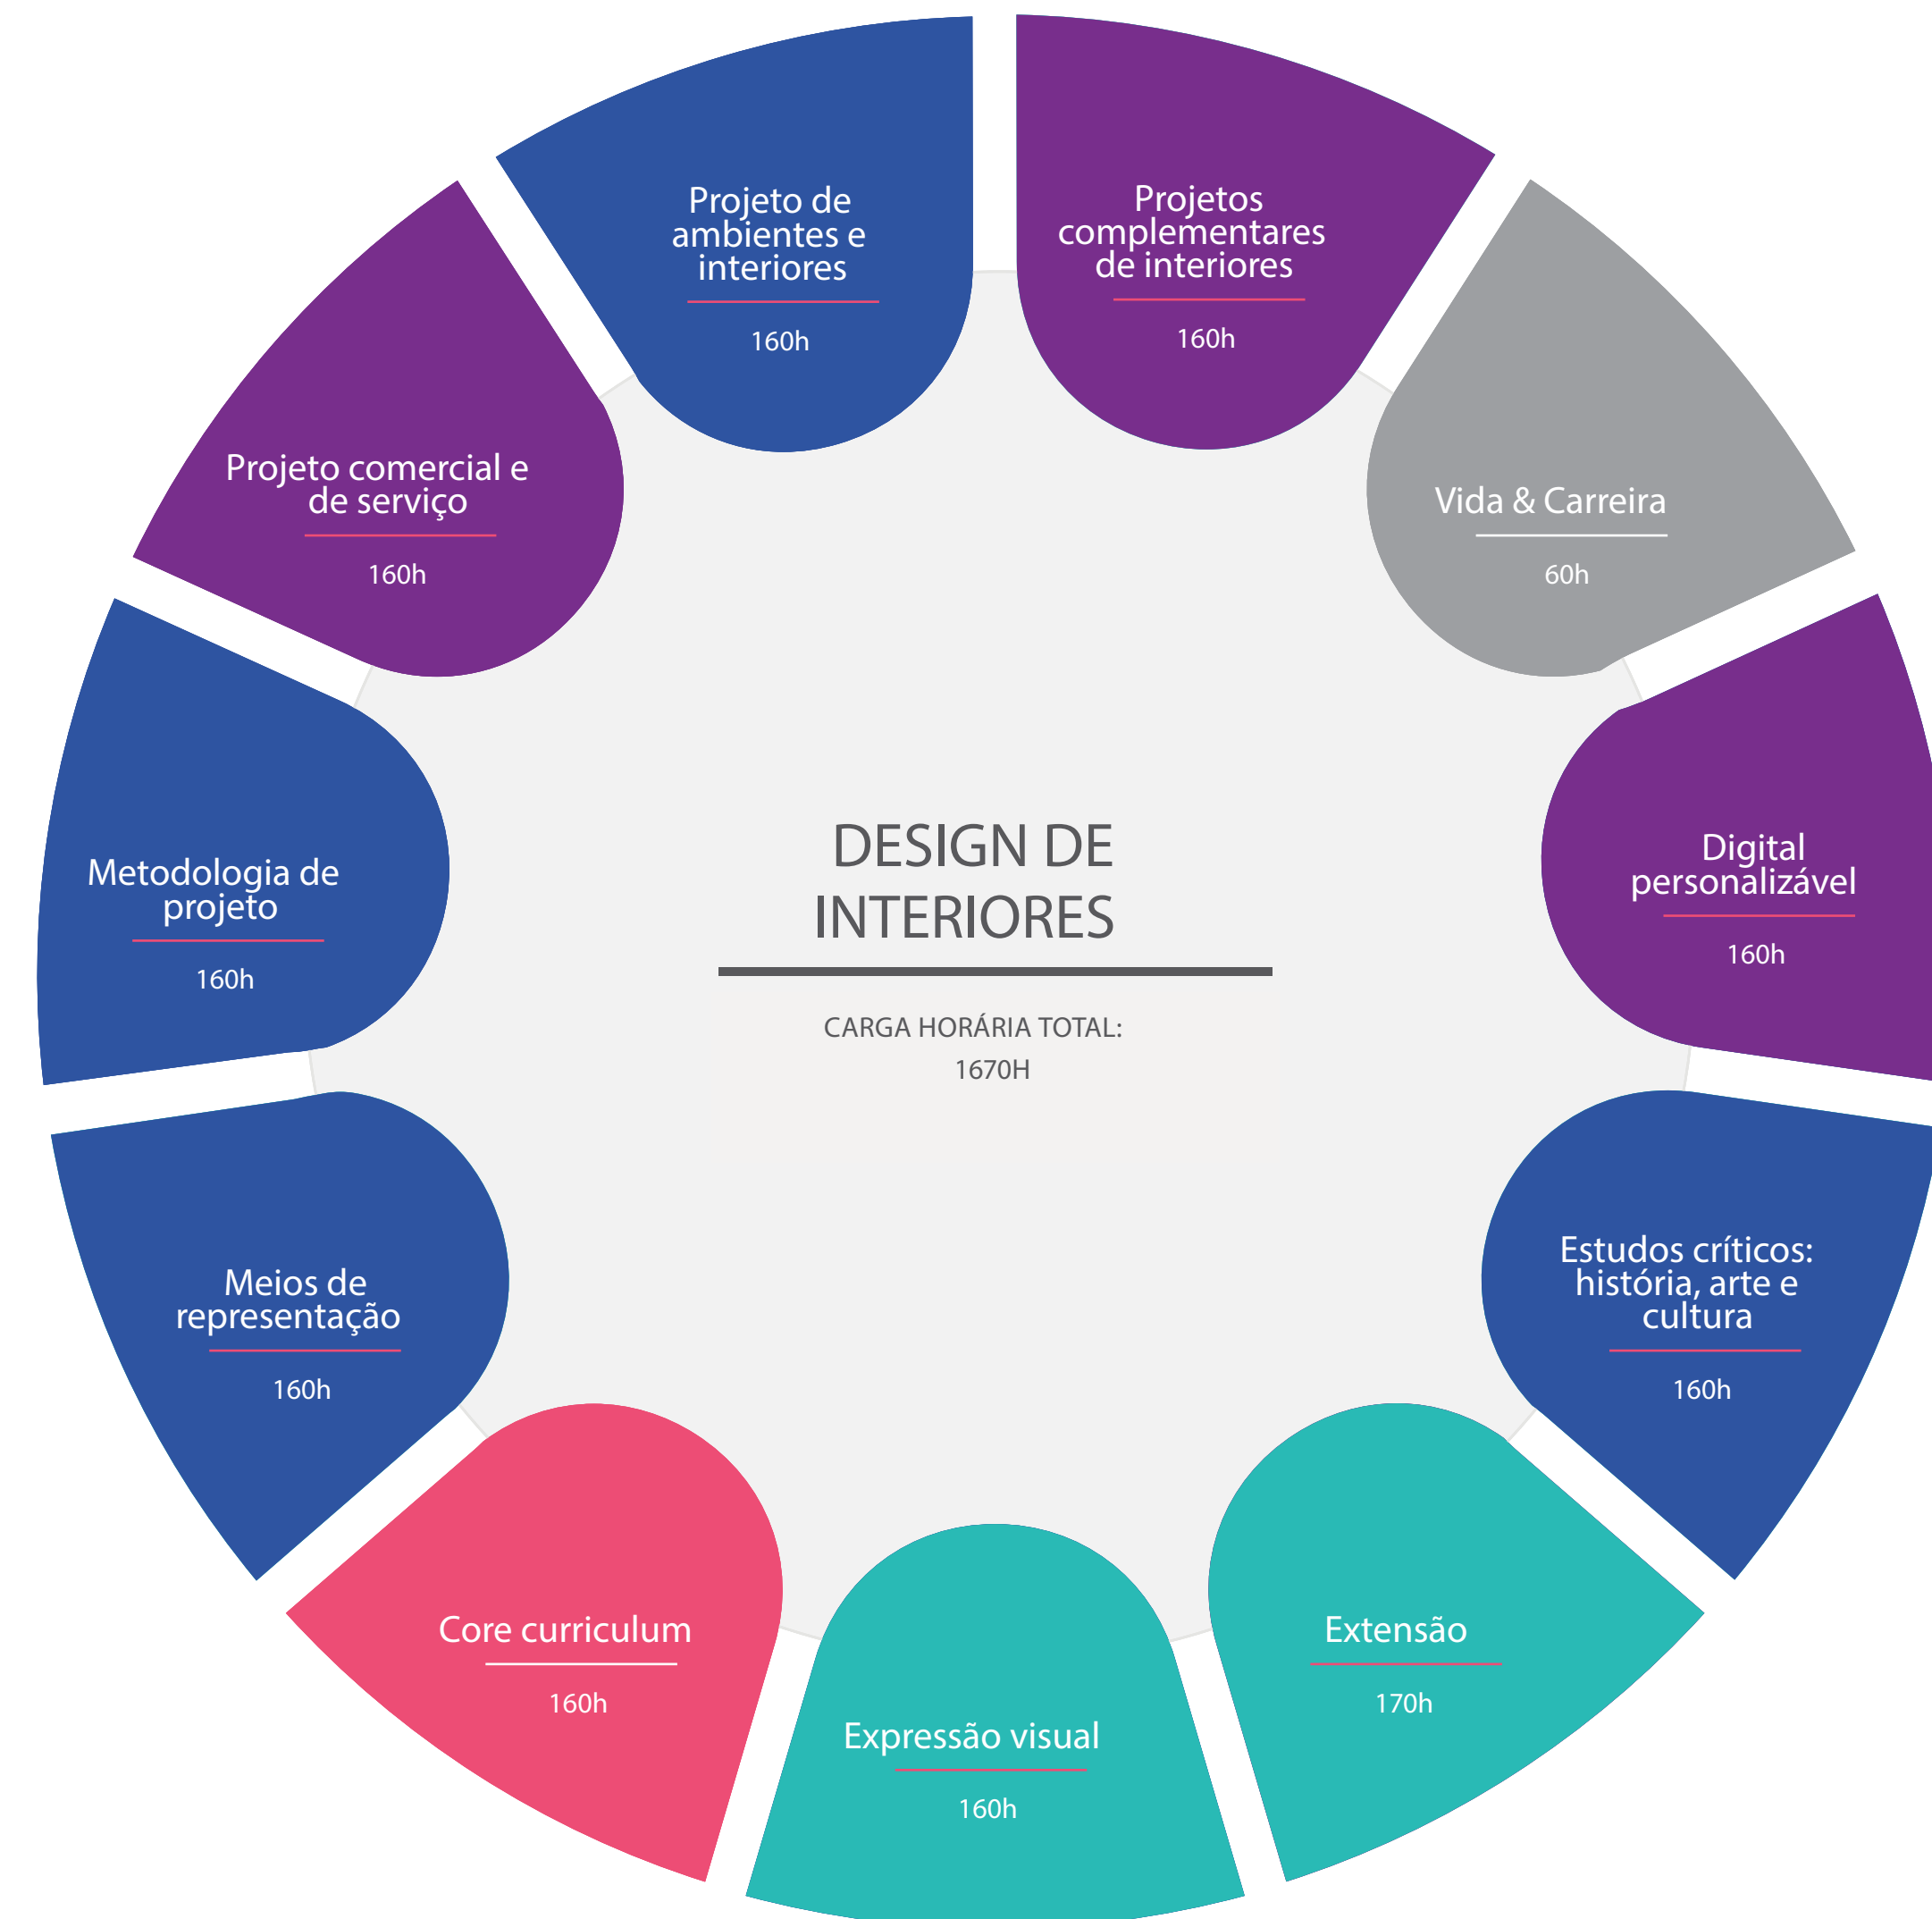 Projeto de
ambientes e
interiores
160h
Projetos
complementares
de interiores
160h
Vida & Carreira
60h
Digital
personalizável
160h
Estudos críticos:
história, arte e
cultura
160h
Extensão
170h
Expressão visual
160h
Core curriculum
160h
Meios de
representação
160h
Metodologia de
projeto
160h
Projeto comercial e
de serviço
160h
DESIGN DE
INTERIORES
CARGA HORÁRIA TOTAL:
1670H